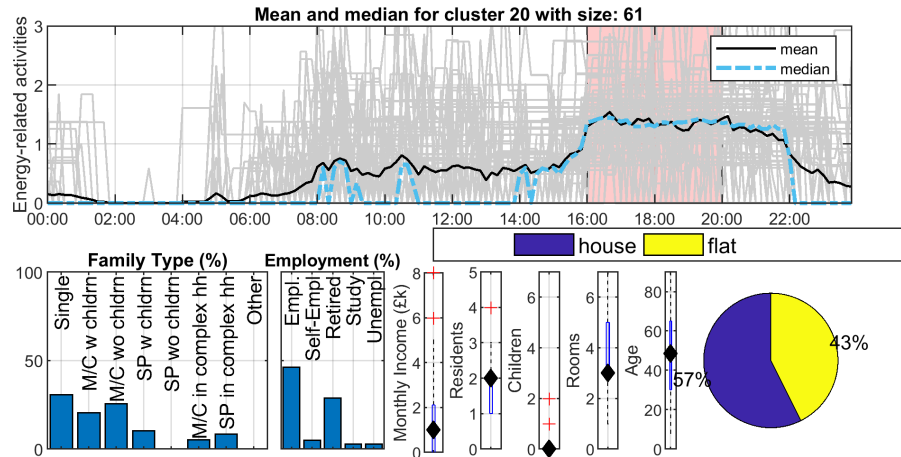 Mean and median for cluster 20 with size: 61
Energy-related activities
3
2
1
0
mean
median
00:00 02:00 04:00 06:00 08:00 10:00 12:00 14:00 16:00 18:00 20:00 22:00
house flat
Family Type (%)
100
50
0
Single
M/C w chldrn
M/C wo chldrn
SP w chldrn
SP wo chldrn
M/C in complex hh
SP in complex hh
Other
Employment (%)
Empl.
Self-Empl
Retired
Study
Unempl
Monthly Income (£k)
8
6
4
2
0
Residents
5
4
3
2
1
0
Children
6
4
2
0
Rooms
6
4
2
0
Age
80
60
40
20
0
57%
43%